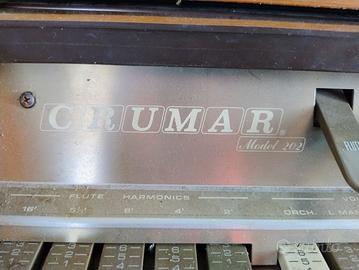 CRUMAR®
Model 202
FLUTE HARMONICS
16' 5⅓' 8' 4' 2' ORCH.